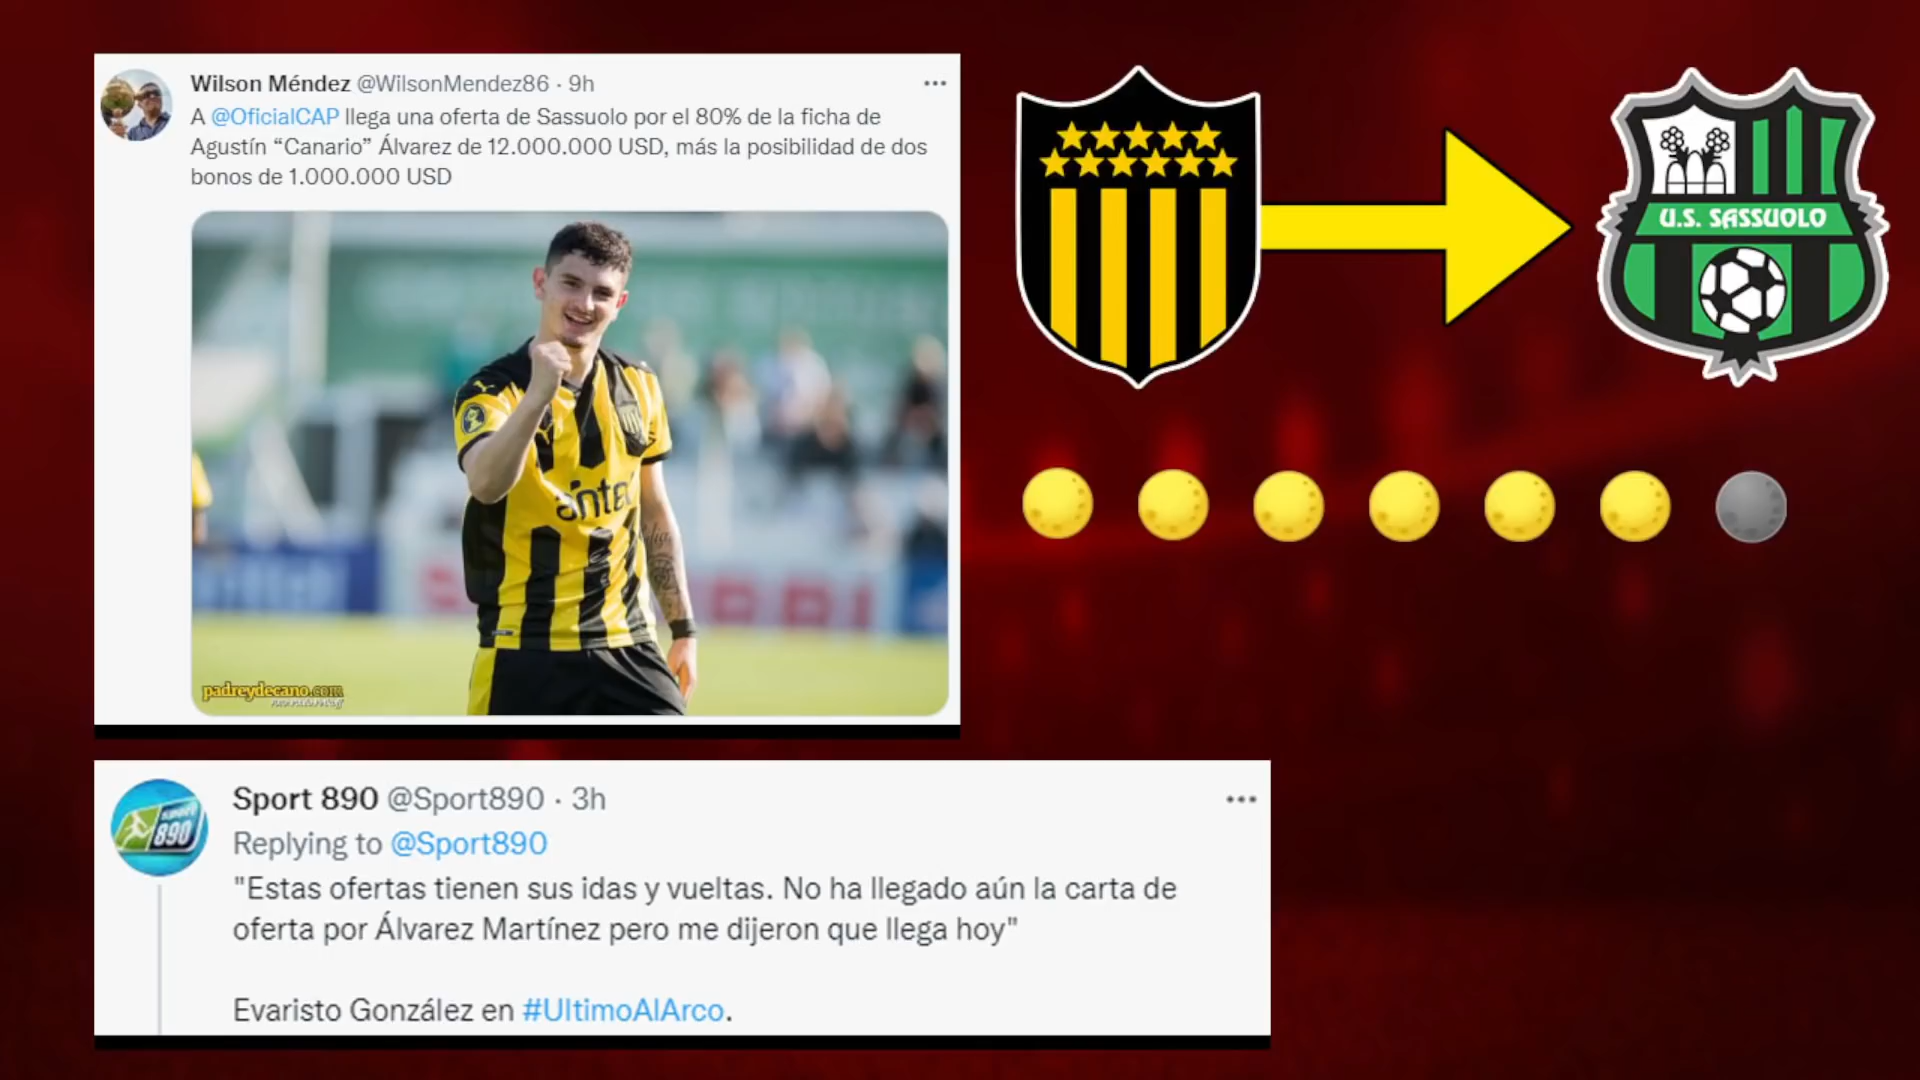 Wilson Méndez @WilsonMendez86 · 9h
A @OficialCAP llega una oferta de Sassuolo por el 80% de la ficha de
Agustín “Canario” Álvarez de 12.000.000 USD, más la posibilidad de dos
bonos de 1.000.000 USD
antel
padreydecano.com
U.S. SASSUOLO
Sport 890 @Sport890 · 3h
Replying to @Sport890
"Estas ofertas tienen sus idas y vueltas. No ha llegado aún la carta de
oferta por Álvarez Martínez pero me dijeron que llega hoy"
Evaristo González en #UltimoAlArco.
sport
890